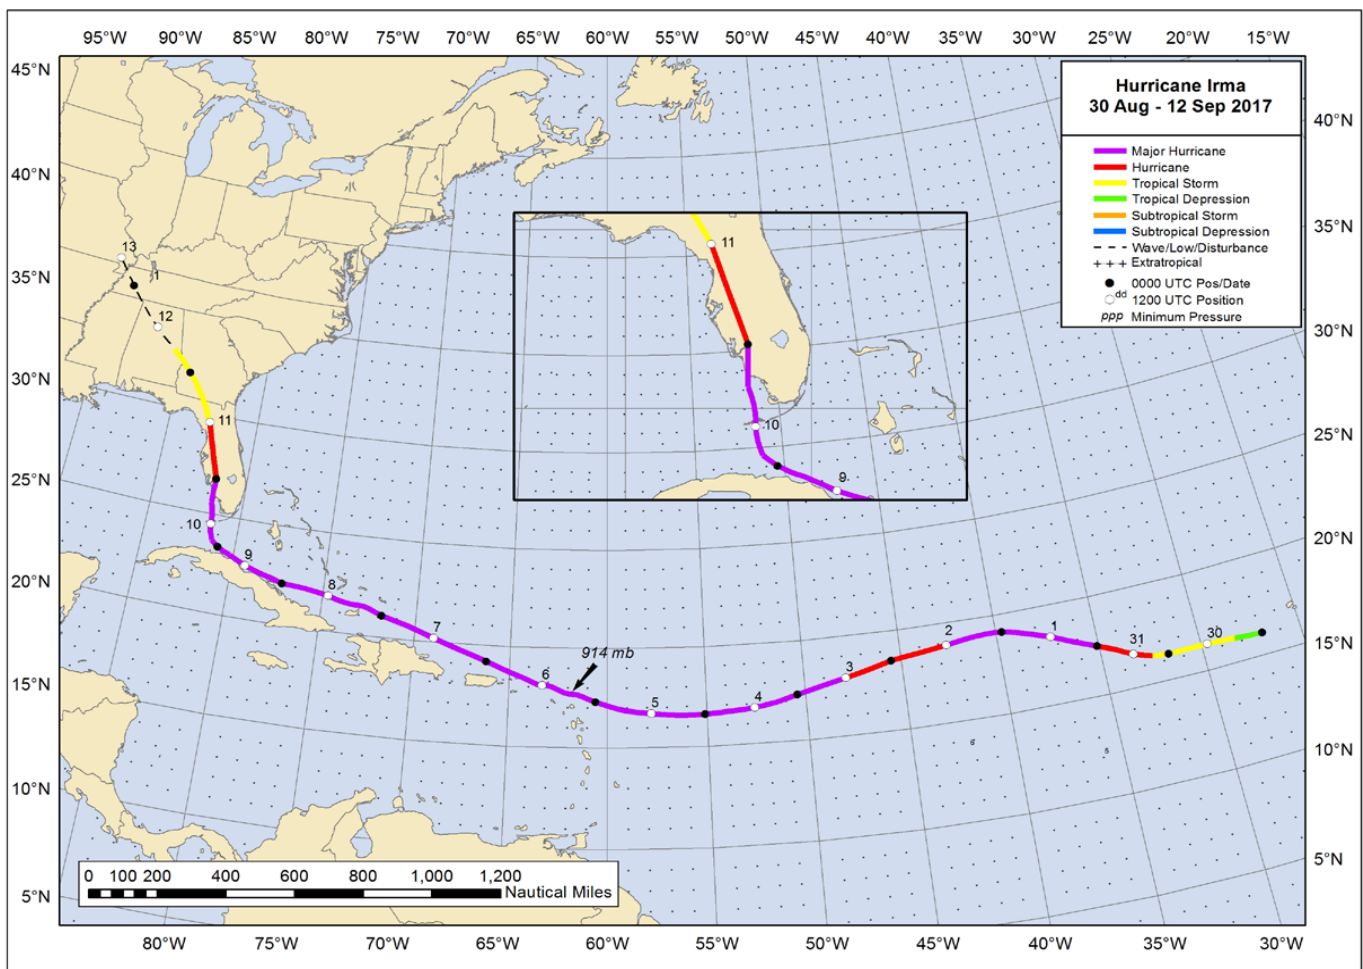 95°W 90°W 85°W 80°W 75°W 70°W 65°W 60°W 55°W 50°W 45°W 40°W 35°W 30°W 25°W 20°W 15°W
45°N
40°N
35°N
30°N
25°N
20°N
15°N
10°N
5°N
Hurricane Irma
30 Aug - 12 Sep 2017
Major Hurricane
Hurricane
Tropical Storm
Tropical Depression
Subtropical Storm
Subtropical Depression
Wave/Low/Disturbance
+++ Extratropical
0000 UTC Pos/Date
dd 1200 UTC Position
ppp Minimum Pressure
40°N
35°N
30°N
25°N
20°N
15°N
10°N
5°N
13
12
11
10
9
8
7
914 mb
6
5
4
3
2
1
31
30
11
10
9
0 100 200 400 600 800 1,000 1,200
Nautical Miles
80°W 75°W 70°W 65°W 60°W 55°W 50°W 45°W 40°W 35°W 30°W